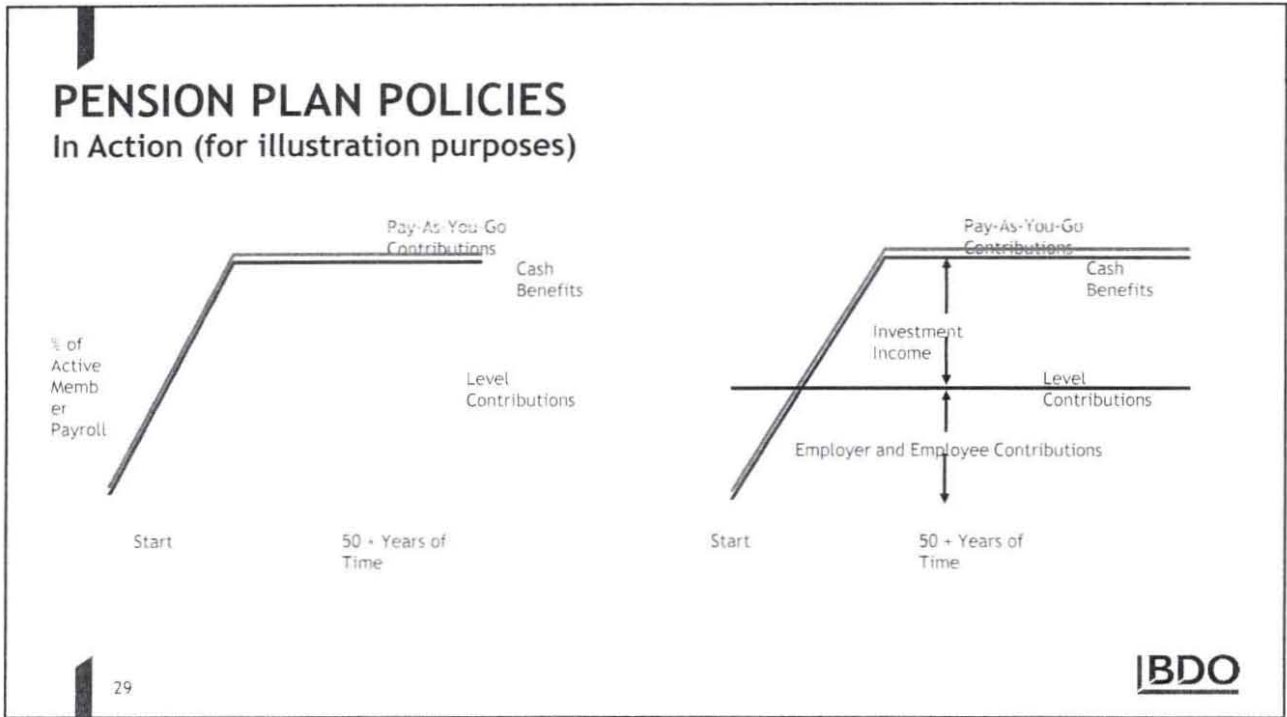 PENSION PLAN POLICIES
In Action (for illustration purposes)
Pay-As-You-Go
Contributions
Cash
Benefits
% of
Active
Memb
er
Payroll
Level
Contributions
Start
50 + Years of
Time
Pay-As-You-Go
Contributions
Cash
Benefits
Investment
Income
Level
Contributions
Employer and Employee Contributions
Start
50 + Years of
Time
29
BDO